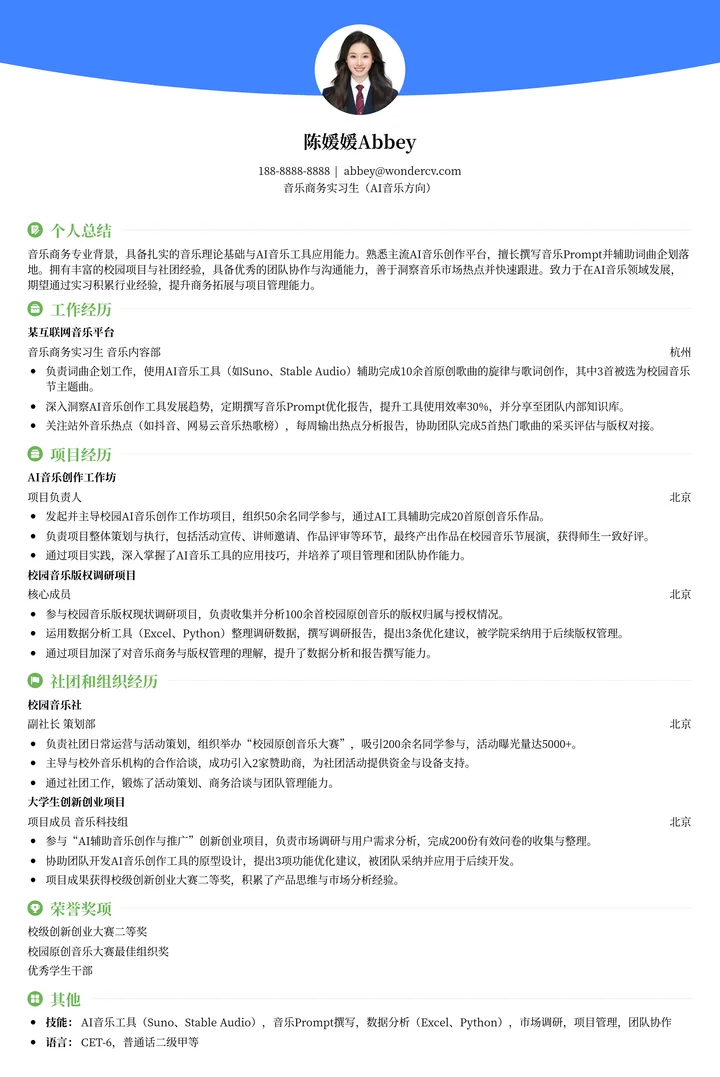 陈媛媛Abbey
188-8888-8888 | abbey@wondercv.com
音乐商务实习生（AI音乐方向）
个人总结
音乐商务专业背景，具备扎实的音乐理论基础与AI音乐工具应用能力。熟悉主流AI音乐创作平台，擅长撰写音乐Prompt并辅助词曲企划落
地。拥有丰富的校园项目与社团经验，具备优秀的团队协作与沟通能力，善于洞察音乐市场热点并快速跟进。致力于在AI音乐领域发展，
期望通过实习积累行业经验，提升商务拓展与项目管理能力。
工作经历
某互联网音乐平台
音乐商务实习生 音乐内容部 杭州
• 负责词曲企划工作，使用AI音乐工具（如Suno、Stable Audio）辅助完成10余首原创歌曲的旋律与歌词创作，其中3首被选为校园音乐
节主题曲。
• 深入洞察AI音乐创作工具发展趋势，定期撰写音乐Prompt优化报告，提升工具使用效率30%，并分享至团队内部知识库。
• 关注站外音乐热点（如抖音、网易云音乐热歌榜），每周输出热点分析报告，协助团队完成5首热门歌曲的采买评估与版权对接。
项目经历
AI音乐创作工作坊
项目负责人 北京
• 发起并主导校园AI音乐创作工作坊项目，组织50余名同学参与，通过AI工具辅助完成20首原创音乐作品。
• 负责项目整体策划与执行，包括活动宣传、讲师邀请、作品评审等环节，最终产出作品在校园音乐节展演，获得师生一致好评。
• 通过项目实践，深入掌握了AI音乐工具的应用技巧，并培养了项目管理和团队协作能力。
校园音乐版权调研项目
核心成员 北京
• 参与校园音乐版权现状调研项目，负责收集并分析100余首校园原创音乐的版权归属与授权情况。
• 运用数据分析工具（Excel、Python）整理调研数据，撰写调研报告，提出3条优化建议，被学院采纳用于后续版权管理。
• 通过项目加深了对音乐商务与版权管理的理解，提升了数据分析和报告撰写能力。
社团和组织经历
校园音乐社
副社长 策划部 北京
• 负责社团日常运营与活动策划，组织举办“校园原创音乐大赛”，吸引200余名同学参与，活动曝光量达5000+。
• 主导与校外音乐机构的合作洽谈，成功引入2家赞助商，为社团活动提供资金与设备支持。
• 通过社团工作，锻炼了活动策划、商务洽谈与团队管理能力。
大学生创新创业项目
项目成员 音乐科技组 北京
• 参与“AI辅助音乐创作与推广”创新创业项目，负责市场调研与用户需求分析，完成200份有效问卷的收集与整理。
• 协助团队开发AI音乐创作工具的原型设计，提出3项功能优化建议，被团队采纳并应用于后续开发。
• 项目成果获得校级创新创业大赛二等奖，积累了产品思维与市场分析经验。
荣誉奖项
校级创新创业大赛二等奖
校园原创音乐大赛最佳组织奖
优秀学生干部
其他
• 技能： AI音乐工具（Suno、Stable Audio），音乐Prompt撰写，数据分析（Excel、Python），市场调研，项目管理，团队协作
• 语言： CET-6，普通话二级甲等